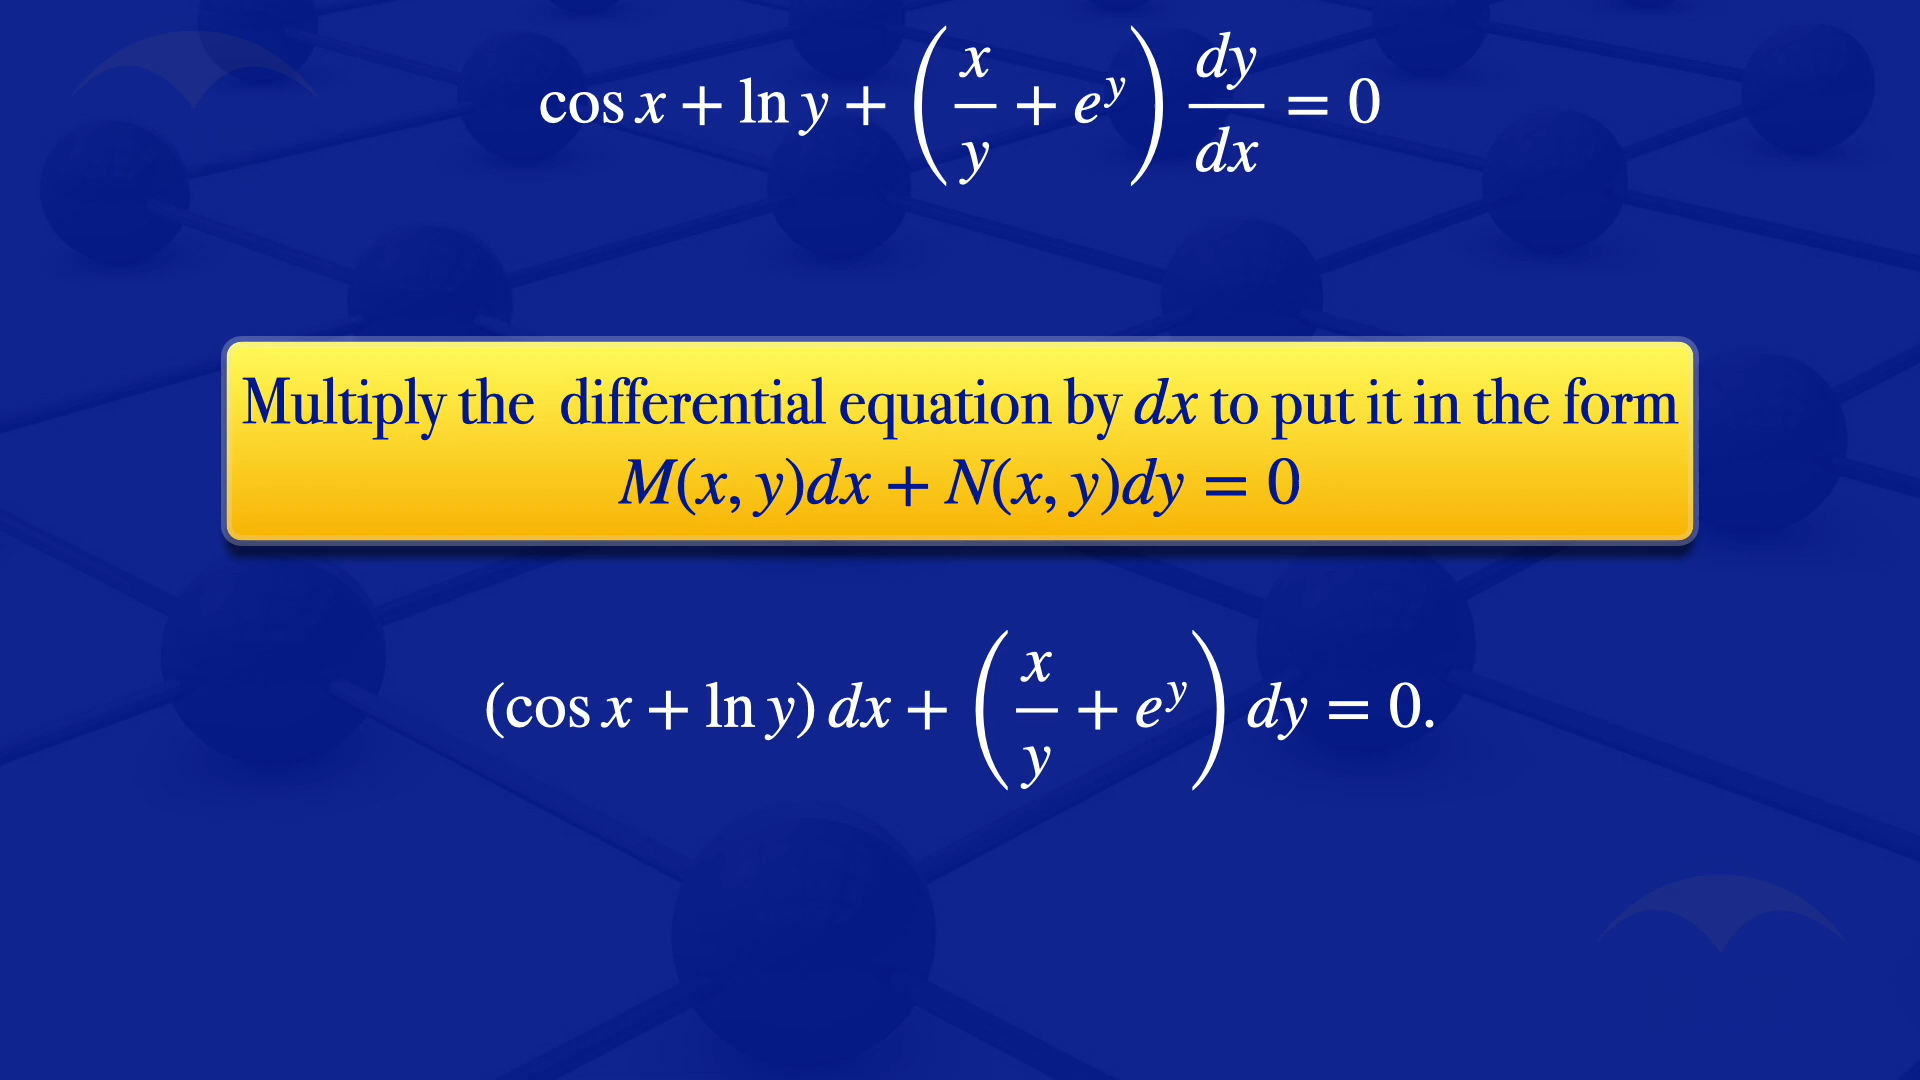 cos x + ln y + (x/y + e^y) dy/dx = 0
Multiply the differential equation by dx to put it in the form
M(x, y)dx + N(x, y)dy = 0
(cos x + ln y) dx + (x/y + e^y) dy = 0.